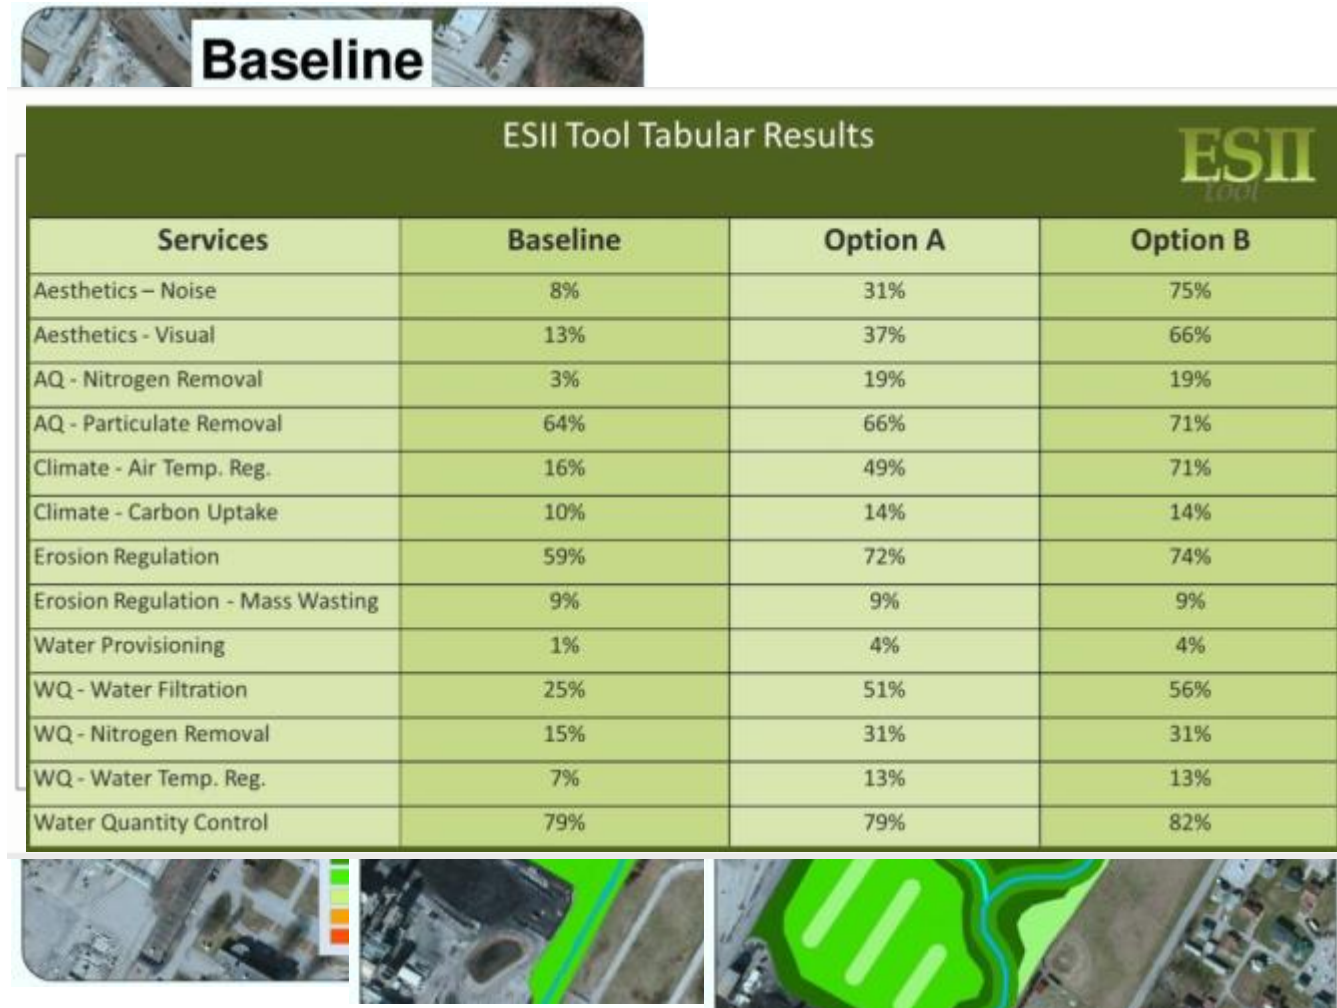 Baseline
ESII Tool Tabular Results
ESII
Tool
Services Baseline Option A Option B
Aesthetics – Noise 8% 31% 75%
Aesthetics - Visual 13% 37% 66%
AQ - Nitrogen Removal 3% 19% 19%
AQ - Particulate Removal 64% 66% 71%
Climate - Air Temp. Reg. 16% 49% 71%
Climate - Carbon Uptake 10% 14% 14%
Erosion Regulation 59% 72% 74%
Erosion Regulation - Mass Wasting 9% 9% 9%
Water Provisioning 1% 4% 4%
WQ - Water Filtration 25% 51% 56%
WQ - Nitrogen Removal 15% 31% 31%
WQ - Water Temp. Reg. 7% 13% 13%
Water Quantity Control 79% 79% 82%